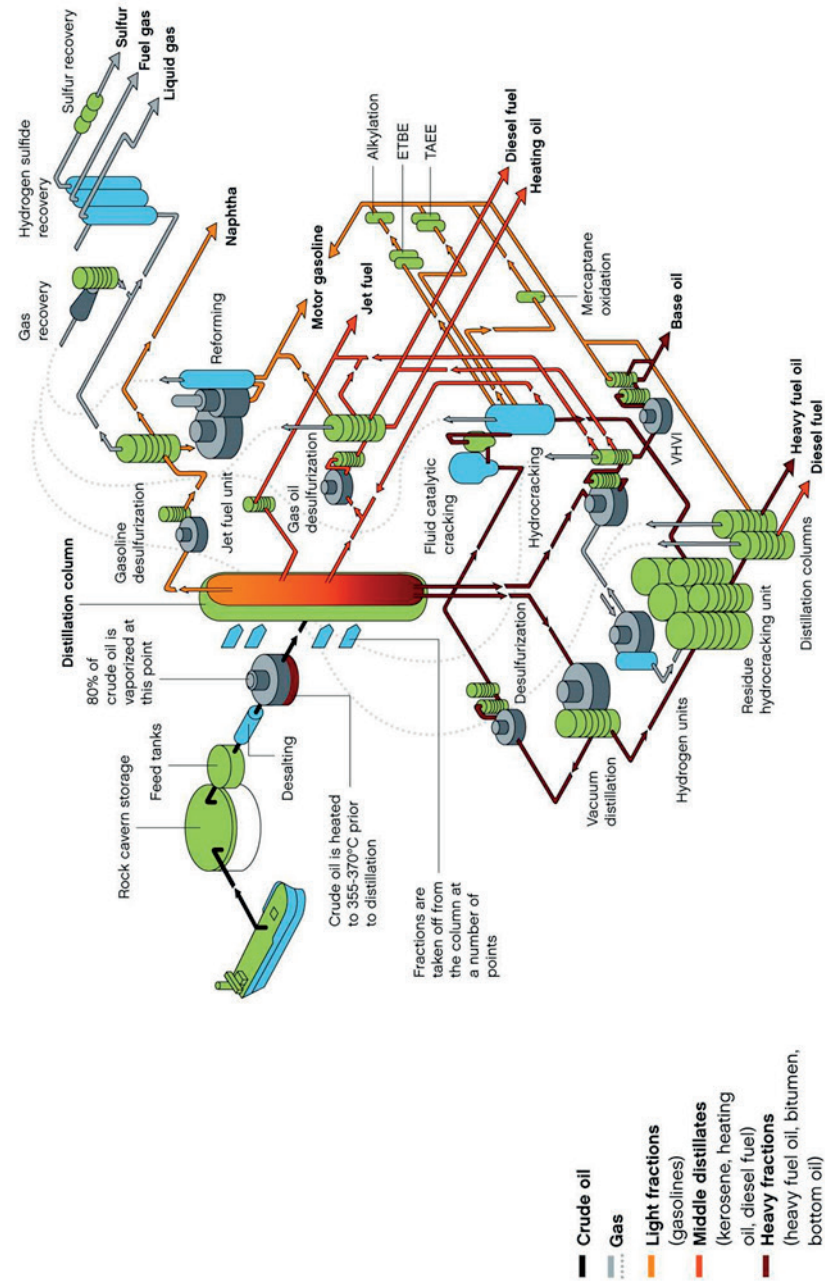 Rock cavern storage
Feed tanks
80% of
crude oil is
vaporized at
this point
Distillation column
Desalting
Crude oil is heated
to 355-370°C prior
to distillation
Fractions are
taken off from
the column at
a number of
points
Gasoline
desulfurization
Jet fuel unit
Gas oil
desulfurization
Reforming
Gas
recovery
Hydrogen sulfide
recovery
Sulfur recovery
Sulfur
Fuel gas
Liquid gas
Naphtha
Motor gasoline
Jet fuel
Alkylation
ETBE
TAEE
Diesel fuel
Heating oil
Mercaptane
oxidation
Fluid catalytic
cracking
Hydrocracking
VHVI
Base oil
Desulfurization
Vacuum
distillation
Hydrogen units
Residue
hydrocracking unit
Distillation columns
Heavy fuel oil
Diesel fuel
Crude oil
Gas
Light fractions
(gasolines)
Middle distillates
(kerosene, heating
oil, diesel fuel)
Heavy fractions
(heavy fuel oil, bitumen,
bottom oil)